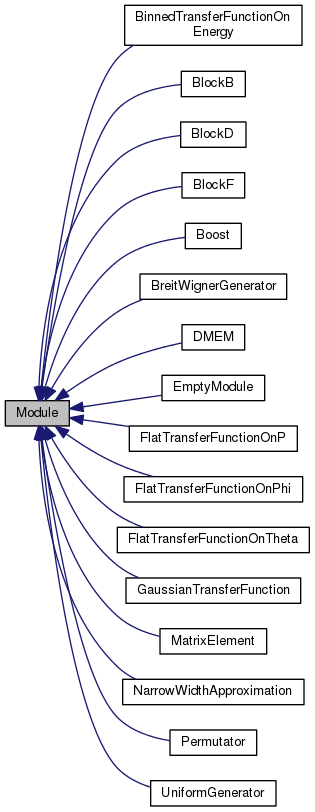 BinnedTransferFunctionOn
Energy
BlockB
BlockD
BlockF
Boost
BreitWignerGenerator
DMEM
EmptyModule
Module
FlatTransferFunctionOnP
FlatTransferFunctionOnPhi
FlatTransferFunctionOnTheta
GaussianTransferFunction
MatrixElement
NarrowWidthApproximation
Permutator
UniformGenerator